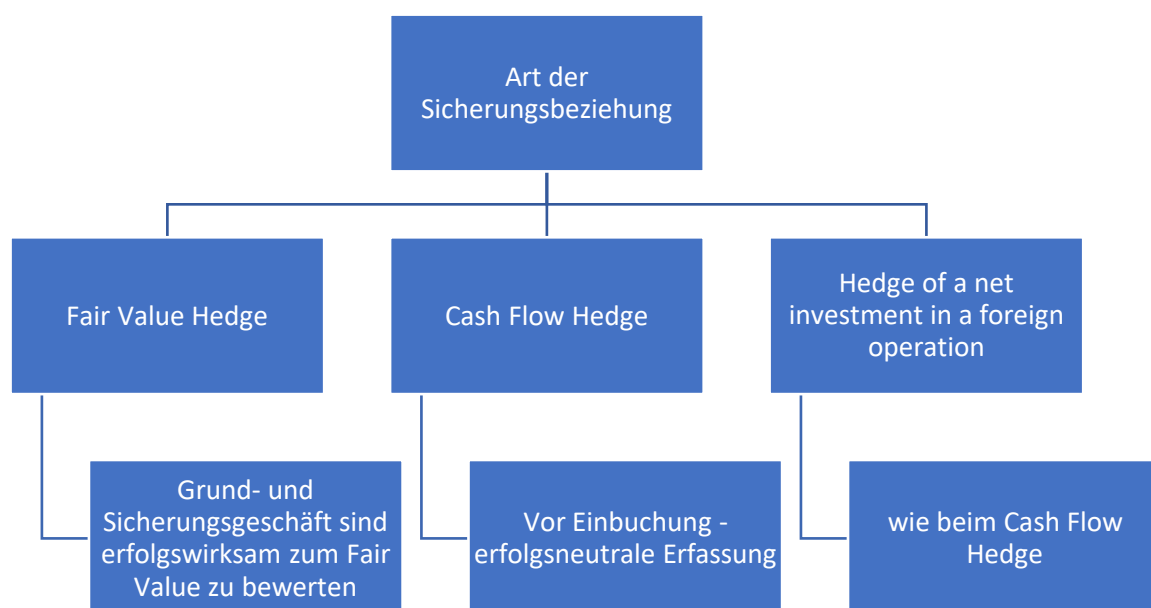 Art der
Sicherungsbeziehung
Fair Value Hedge
Cash Flow Hedge
Hedge of a net
investment in a foreign
operation
Grund- und
Sicherungsgeschäft sind
erfolgswirksam zum Fair
Value zu bewerten
Vor Einbuchung -
erfolgsneutrale Erfassung
wie beim Cash Flow
Hedge